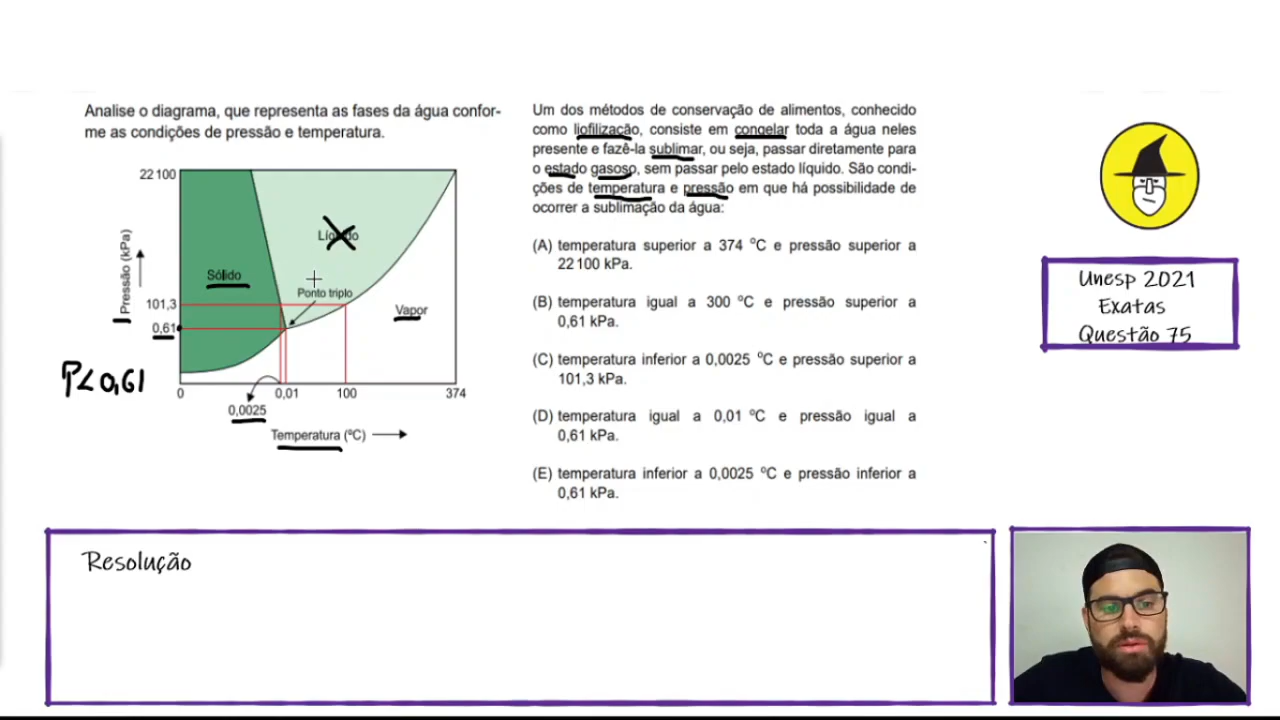 Analise o diagrama, que representa as fases da água confor-
me as condições de pressão e temperatura.
22 100
Pressão (kPa)
Líquido
Sólido
Ponto triplo
101,3
Vapor
0,61
P<0,61
0
0,01
100
374
0,0025
Temperatura (ºC)
Um dos métodos de conservação de alimentos, conhecido
como liofilização, consiste em congelar toda a água neles
presente e fazê-la sublimar, ou seja, passar diretamente para
o estado gasoso, sem passar pelo estado líquido. São condi-
ções de temperatura e pressão em que há possibilidade de
ocorrer a sublimação da água:
(A) temperatura superior a 374 ºC e pressão superior a
22 100 kPa.
(B) temperatura igual a 300 ºC e pressão superior a
0,61 kPa.
(C) temperatura inferior a 0,0025 ºC e pressão superior a
101,3 kPa.
(D) temperatura igual a 0,01 ºC e pressão igual a
0,61 kPa.
(E) temperatura inferior a 0,0025 ºC e pressão inferior a
0,61 kPa.
Unesp 2021
Exatas
Questão 75
Resolução